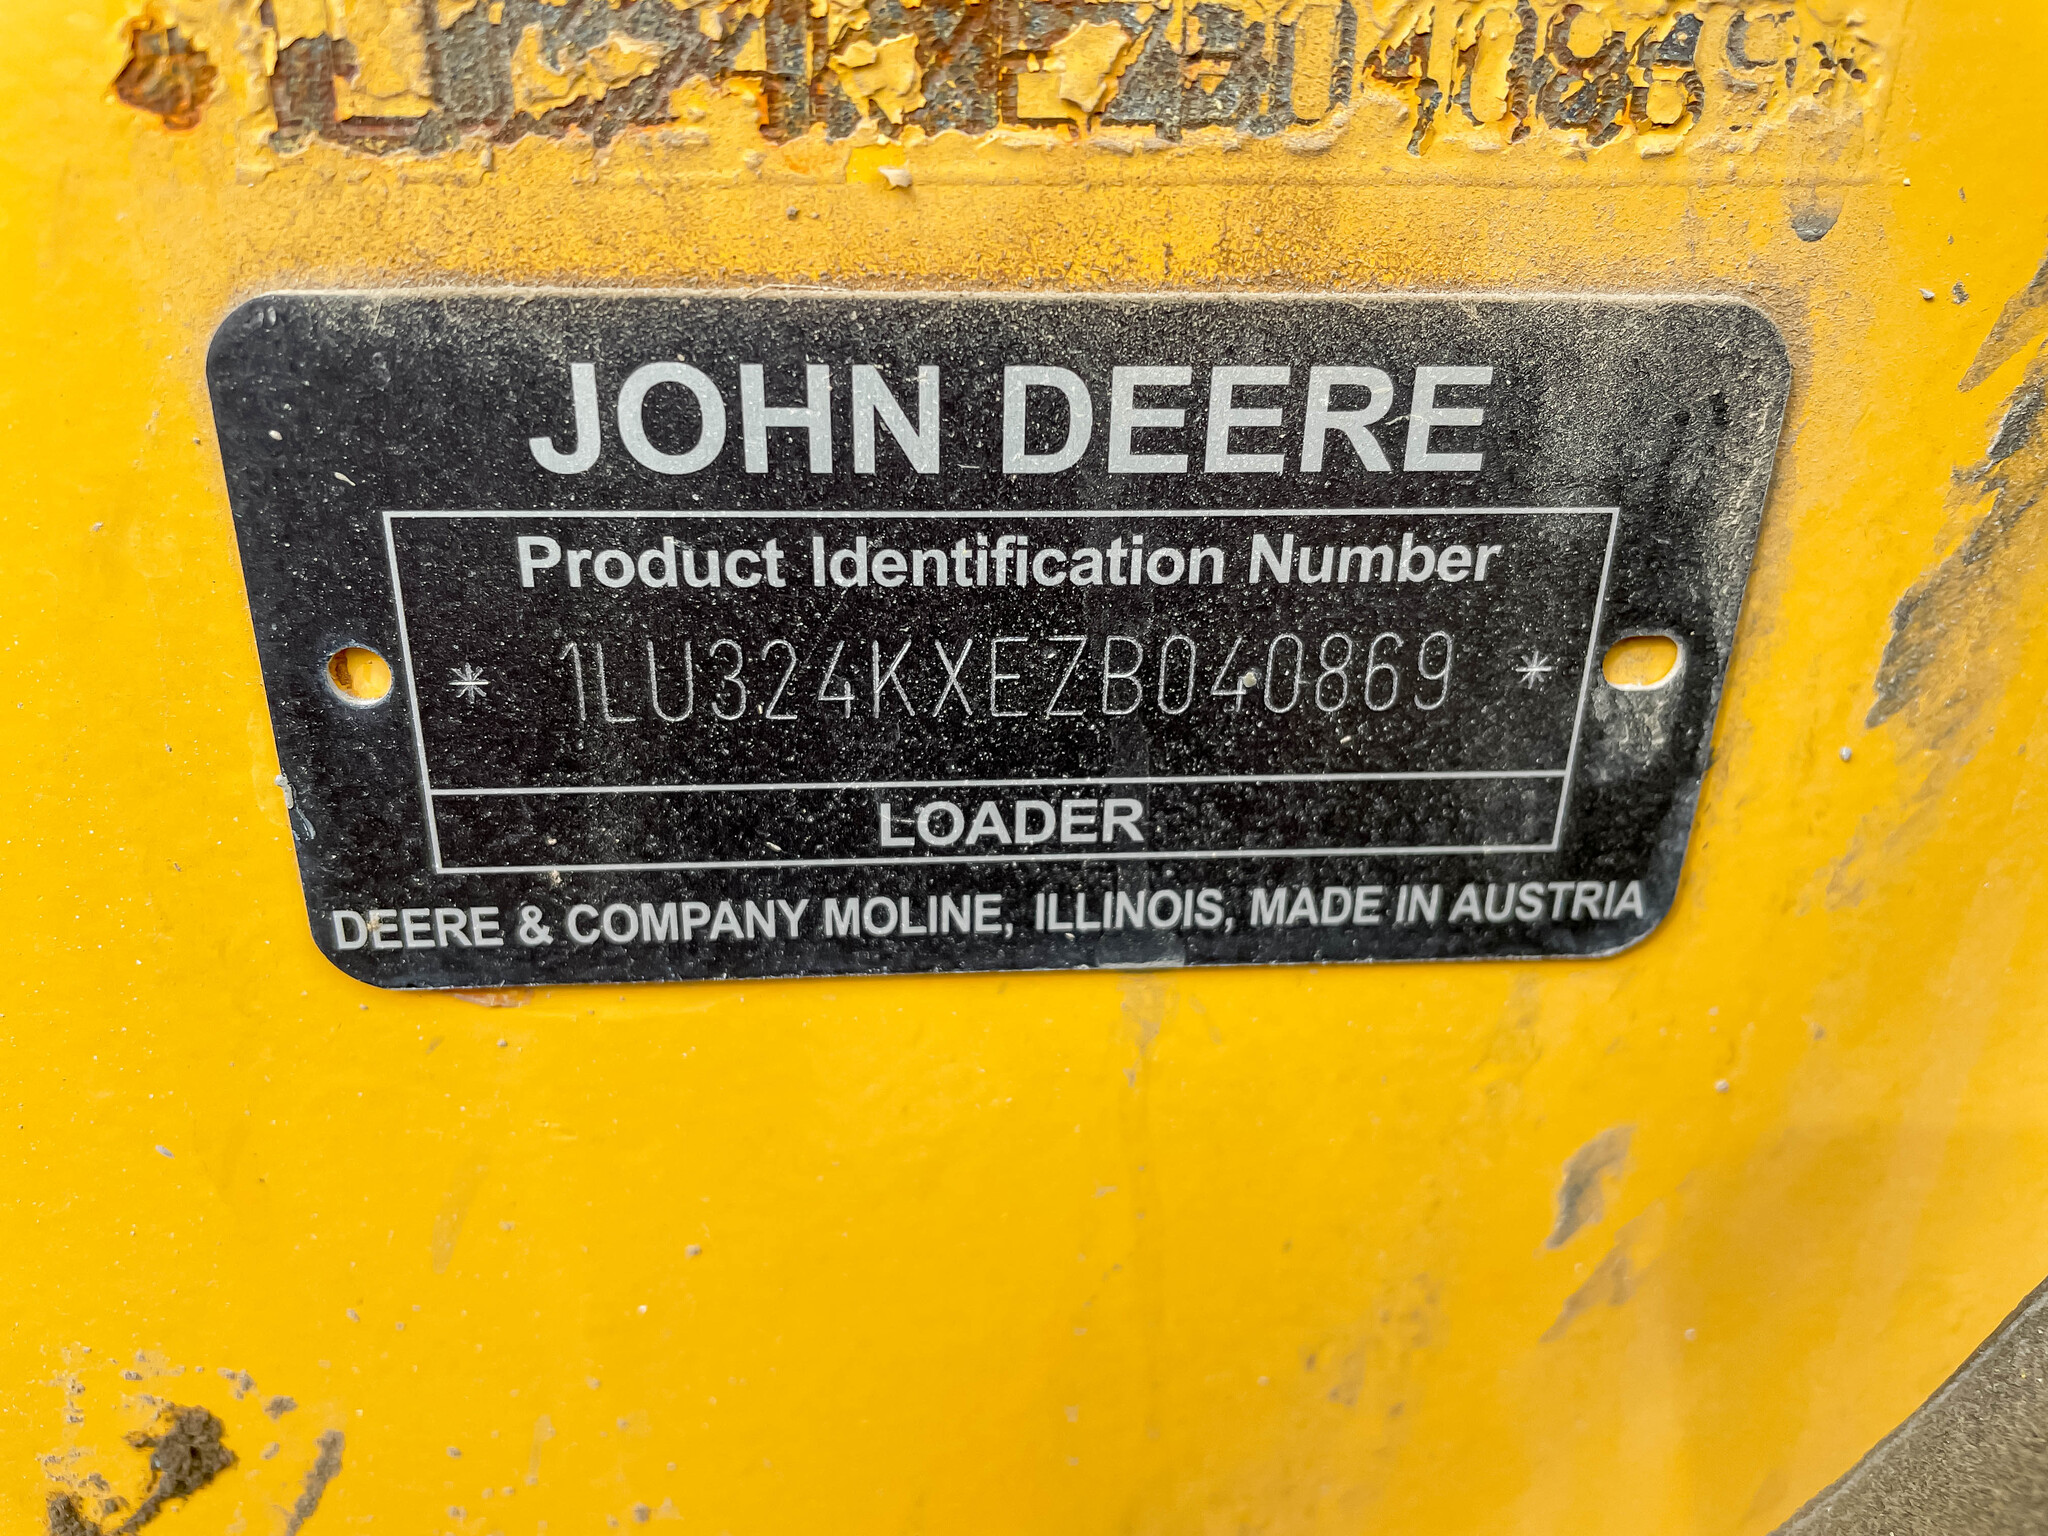 JOHN DEERE
Product Identification Number
* 1LU324KXEZB040869 *
LOADER
DEERE & COMPANY MOLINE, ILLINOIS, MADE IN AUSTRIA